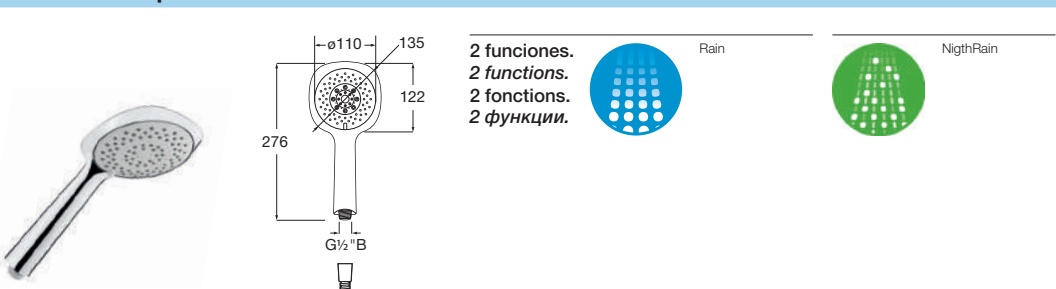 ø110
135
122
276
G½"B
2 funciones.
2 functions.
2 fonctions.
2 функции.
Rain
NigthRain